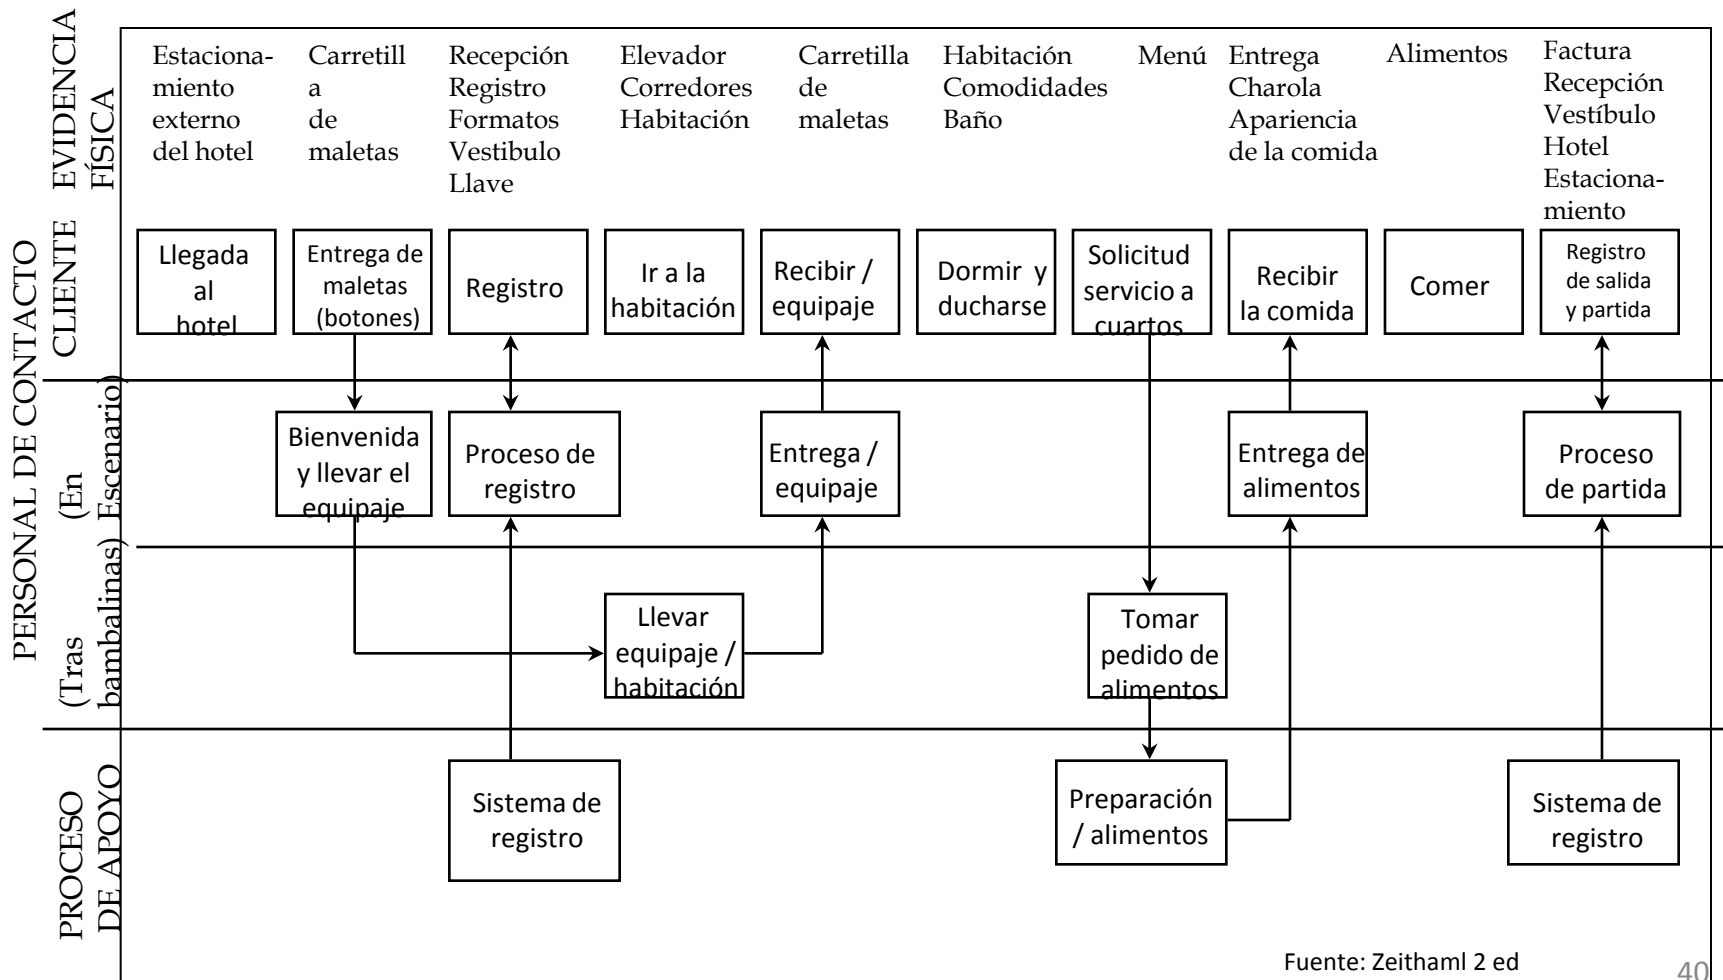 EVIDENCIA
FÍSICA
Estaciona-
miento
externo
del hotel
Carretill
a
de
maletas
Recepción
Registro
Formatos
Vestibulo
Llave
Elevador
Corredores
Habitación
Carretilla
de
maletas
Habitación
Comodidades
Baño
Menú
Entrega
Charola
Apariencia
de la comida
Alimentos
Factura
Recepción
Vestíbulo
Hotel
Estaciona-
miento
CLIENTE
Llegada
al
hotel
Entrega de
maletas
(botones)
Registro
Ir a la
habitación
Recibir /
equipaje
Dormir y
ducharse
Solicitud
servicio a
cuartos
Recibir
la comida
Comer
Registro
de salida
y partida
PERSONAL DE CONTACTO
(En
Escenario)
Bienvenida
y llevar el
equipaje
Proceso de
registro
Entrega /
equipaje
Entrega de
alimentos
Proceso
de partida
(Tras
bambalinas)
Llevar
equipaje /
habitación
Tomar
pedido de
alimentos
PROCESO
DE APOYO
Sistema de
registro
Preparación
/ alimentos
Sistema de
registro
Fuente: Zeithaml 2 ed
40